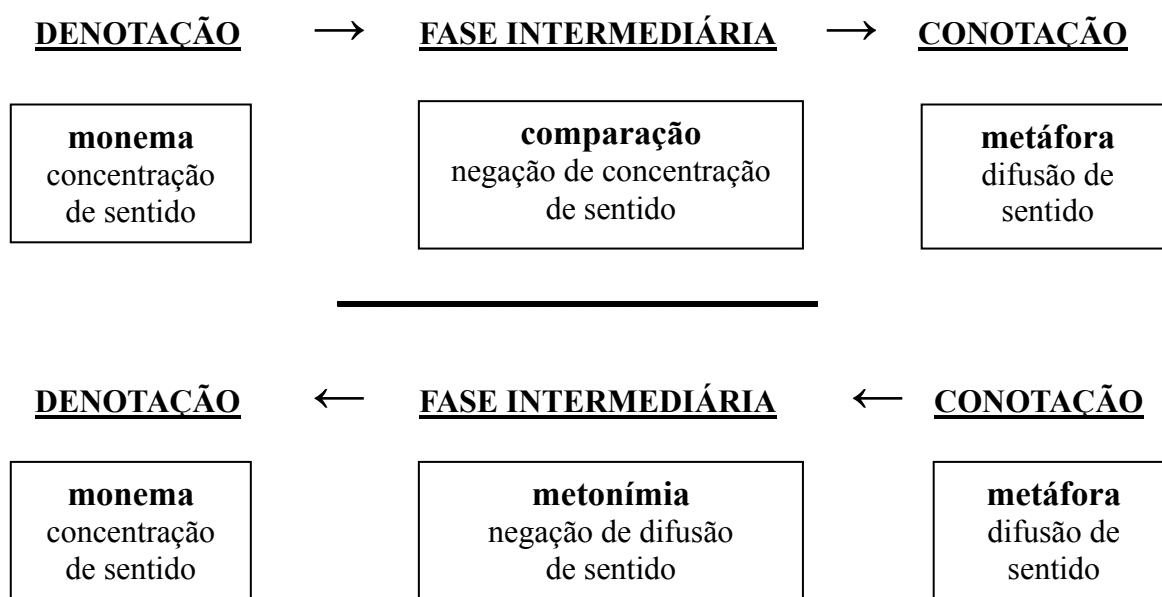 DENOTAÇÃO → FASE INTERMEDIÁRIA → CONOTAÇÃO
monema
concentração
de sentido
comparação
negação de concentração
de sentido
metáfora
difusão de
sentido
DENOTAÇÃO ← FASE INTERMEDIÁRIA ← CONOTAÇÃO
monema
concentração
de sentido
metonímia
negação de difusão
de sentido
metáfora
difusão de
sentido